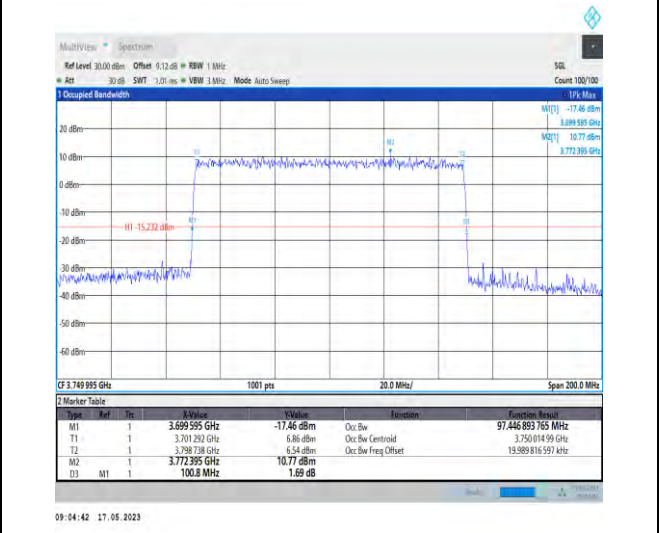 MultiView Spectrum
Ref Level 30.00 dBm Offset 9.12 dB RBW 1 MHz SGL
Att 30 dB SWT 1.01 ms VBW 3 MHz Mode Auto Sweep Count 100/100
1 Occupied Bandwidth 1Pk Max
M1[1] -17.46 dBm
3.699 595 GHz
M2[1] 10.77 dBm
3.772 395 GHz
20 dBm
M2
T1 T2
10 dBm
0 dBm
-10 dBm
M1 D3
H1 -15.232 dBm
-20 dBm
-30 dBm
-40 dBm
-50 dBm
-60 dBm
CF 3.749 995 GHz 1001 pts 20.0 MHz/ Span 200.0 MHz
2 Marker Table
Type Ref Trc X-Value Y-Value Function Function Result
M1 1 3.699 595 GHz -17.46 dBm Occ Bw 97.446 893 765 MHz
T1 1 3.701 292 GHz 6.86 dBm Occ Bw Centroid 3.750 014 99 GHz
T2 1 3.798 738 GHz 6.54 dBm Occ Bw Freq Offset 19.989 816 597 kHz
M2 1 3.772 395 GHz 10.77 dBm
D3 M1 1 100.8 MHz 1.69 dB
Ready
09:04:42 17.05.2023